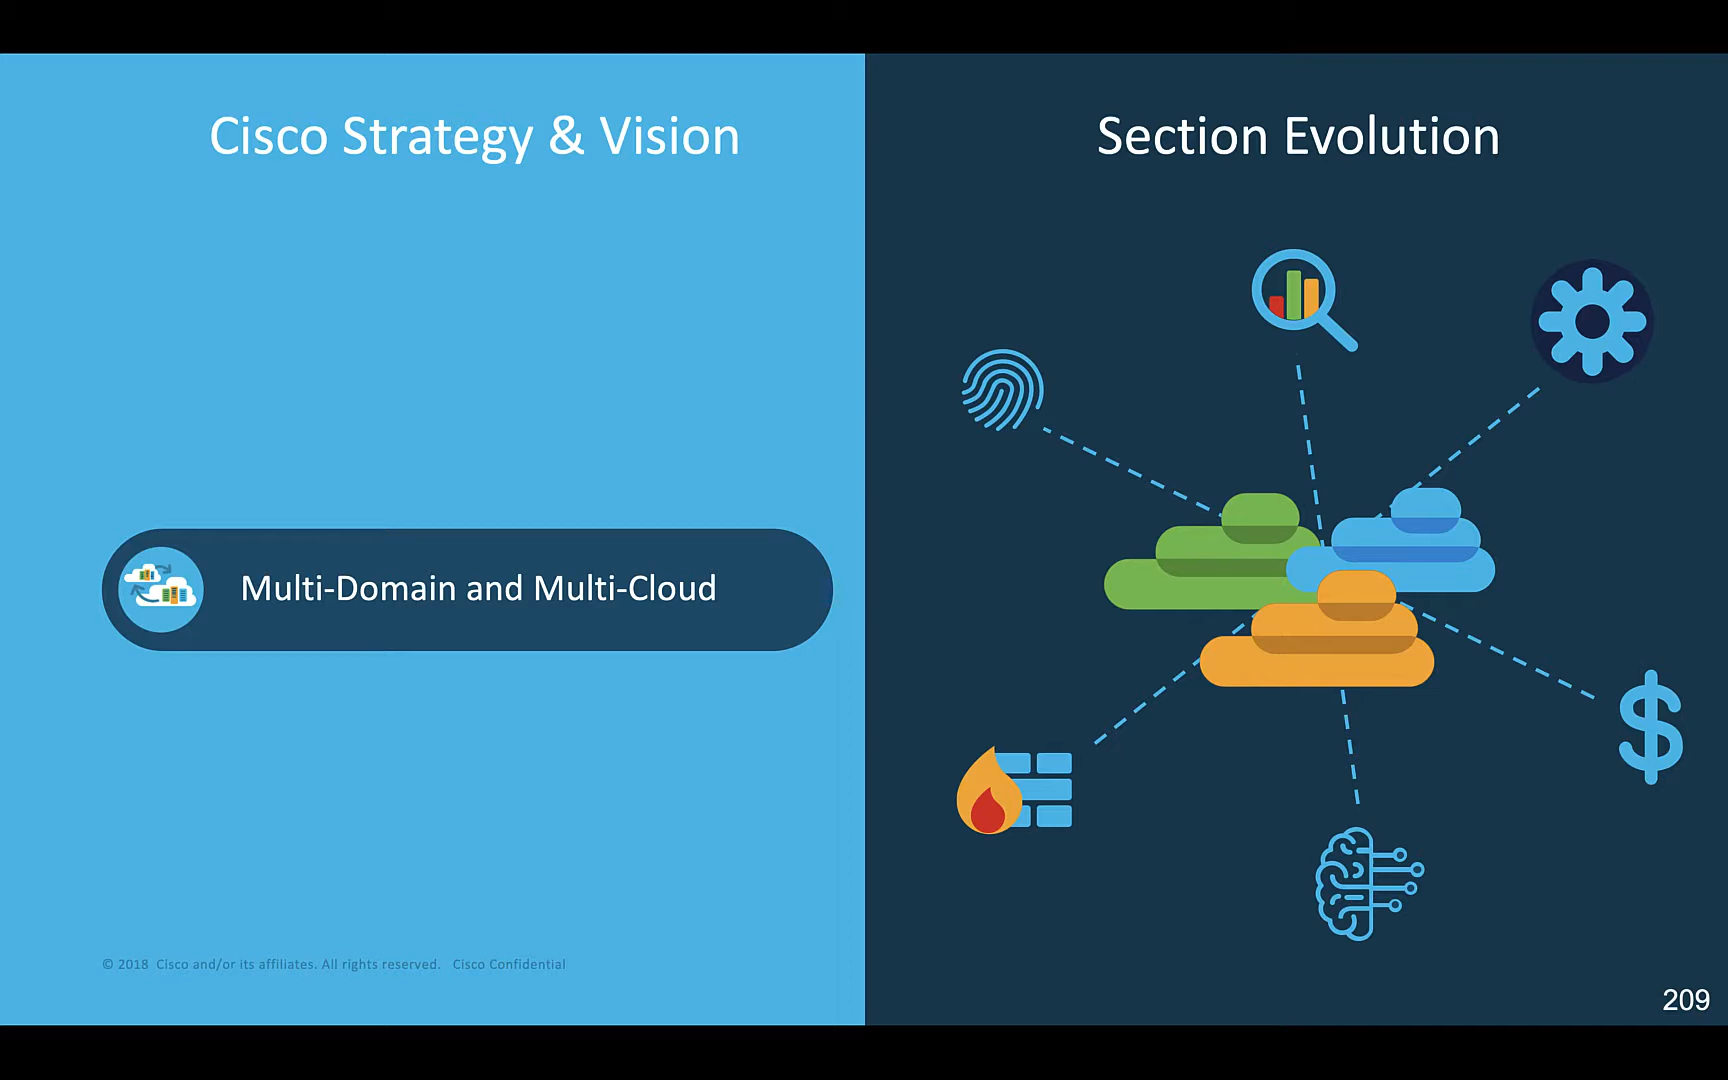 Cisco Strategy & Vision
Multi-Domain and Multi-Cloud
© 2018 Cisco and/or its affiliates. All rights reserved. Cisco Confidential
Section Evolution
209